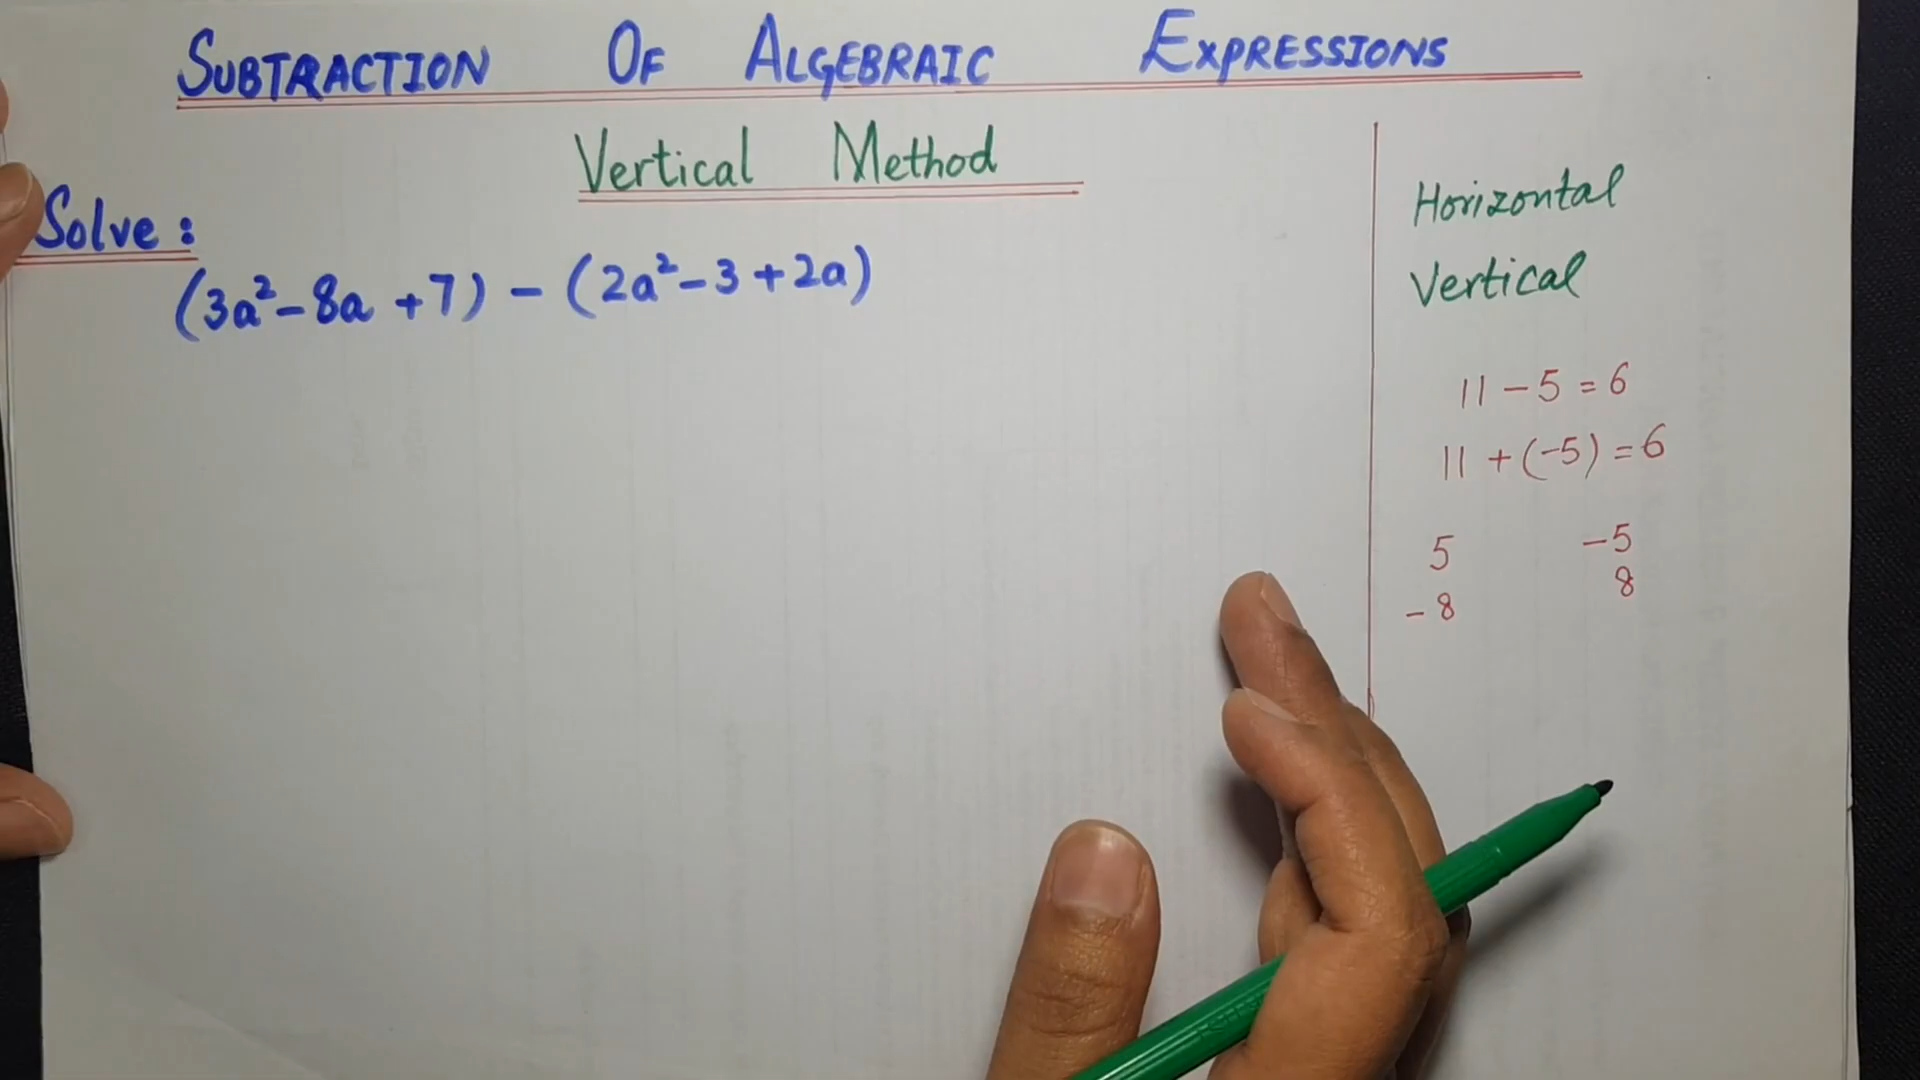 SUBTRACTION OF ALGEBRAIC EXPRESSIONS
Vertical Method
Solve :
(3a²-8a +7) - (2a²-3+2a)
Horizontal
Vertical
11 - 5 = 6
11 + (-5) = 6
5 -5
-8 8